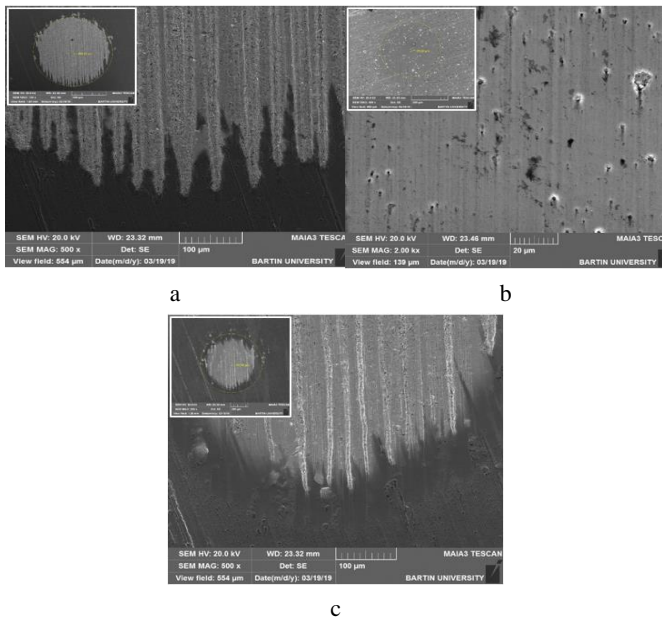 SEM HV: 20.0 kV WD: 23.32 mm MAIA3 TESCAN
SEM MAG: 500 x Det: SE 100 µm
View field: 554 µm Date(m/d/y): 03/19/19 BARTIN UNIVERSITY
SEM HV: 20.0 kV WD: 23.46 mm MAIA3 TESCAN
SEM MAG: 2.00 kx Det: SE 20 µm
View field: 139 µm Date(m/d/y): 03/19/19 BARTIN UNIVERSITY
a b
SEM HV: 20.0 kV WD: 23.32 mm MAIA3 TESCAN
SEM MAG: 500 x Det: SE 100 µm
View field: 554 µm Date(m/d/y): 03/19/19 BARTIN UNIVERSITY
c